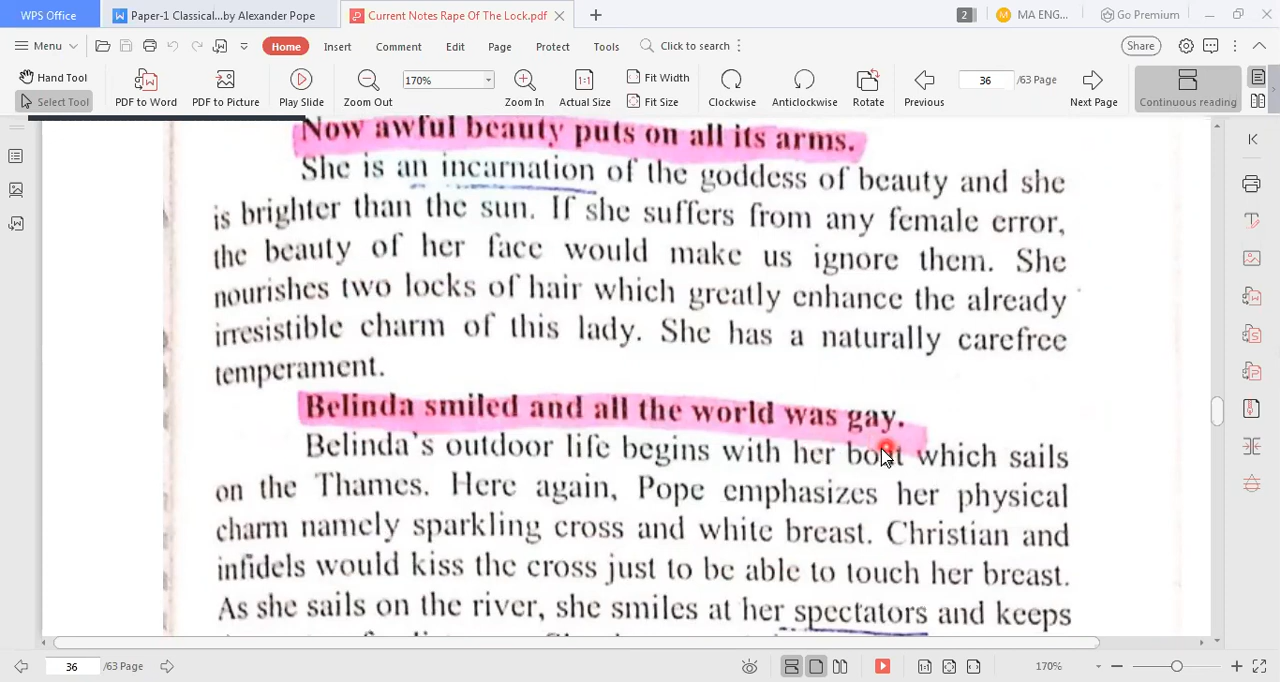 WPS Office
Paper-1 Classical...by Alexander Pop
Current Notes Rape Of The Lock.pdf
2
MA ENG...
Go Premium
Menu
Home
Insert
Comment
Edit
Page
Protect
Tools
Click to search
Share
Hand Tool
Select Tool
PDF to Word
PDF to Picture
Play Slide
Zoom Out
170%
Zoom In
Actual Size
Fit Width
Fit Size
Clockwise
Anticlockwise
Rotate
Previous
36
/63 Page
Next Page
Continuous reading
Now awful beauty puts on all its arms.
She is an incarnation of the goddess of beauty and she
is brighter than the sun. If she suffers from any female error,
the beauty of her face would make us ignore them. She
nourishes two locks of hair which greatly enhance the already
irresistible charm of this lady. She has a naturally carefree
temperament.
Belinda smiled and all the world was gay.
Belinda's outdoor life begins with her boat which sails
on the Thames. Here again, Pope emphasizes her physical
charm namely sparkling cross and white breast. Christian and
infidels would kiss the cross just to be able to touch her breast.
As she sails on the river, she smiles at her spectators and keeps
36
/63 Page
170%